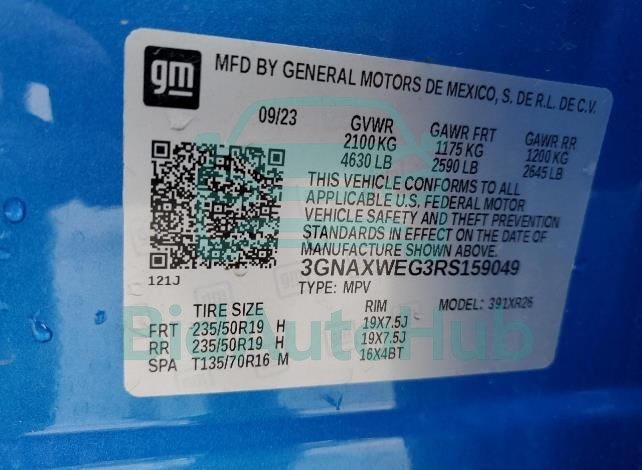 gm
MFD BY GENERAL MOTORS DE MEXICO, S. DE R.L. DE C.V.
09/23 GVWR GAWR FRT GAWR RR
2100 KG 1175 KG 1200 KG
4630 LB 2590 LB 2645 LB
THIS VEHICLE CONFORMS TO ALL
APPLICABLE U.S. FEDERAL MOTOR
VEHICLE SAFETY AND THEFT PREVENTION
STANDARDS IN EFFECT ON THE DATE OF
MANUFACTURE SHOWN ABOVE.
3GNAXWEG3RS159049
121J
TYPE: MPV MODEL: 391XR26
TIRE SIZE RIM
FRT 235/50R19 H 19X7.5J
RR 235/50R19 H 19X7.5J
SPA T135/70R16 M 16X4BT
BidAutoHub